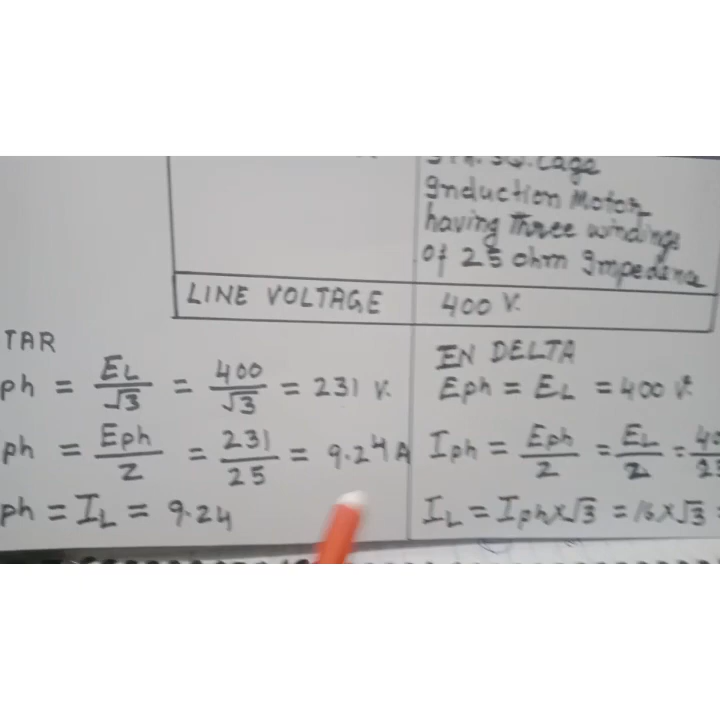 Cage
Induction Motor
having Three windings
Of 25 ohm Impedance
LINE VOLTAGE 400 V.
TAR
ph = EL/√3 = 400/√3 = 231 V.
ph = Eph/Z = 231/25 = 9.24 A
ph = IL = 9.24
EN DELTA
Eph = EL = 400 V.
Iph = Eph/Z = EL/Z =
IL = Iph×√3 = 16×√3 =